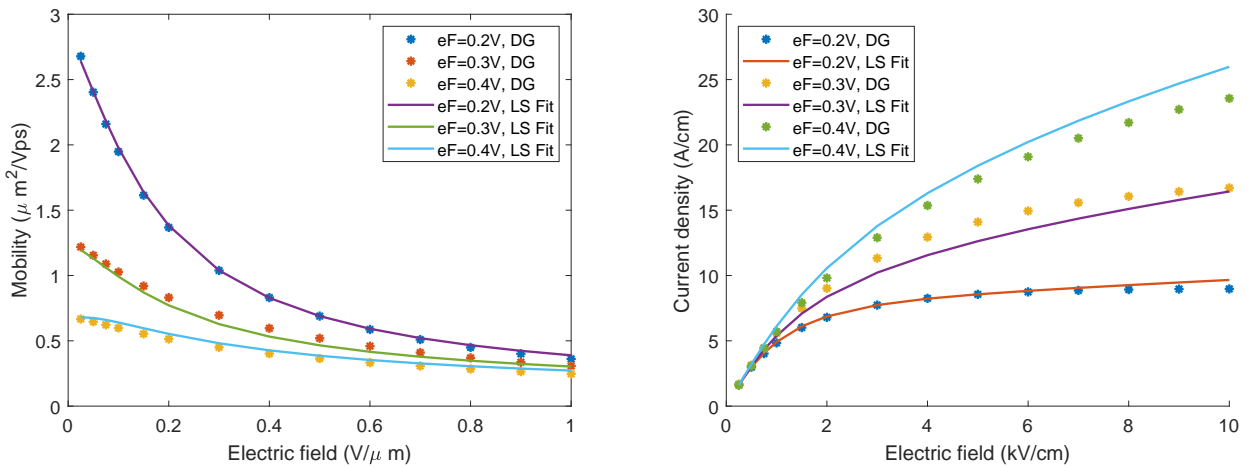 3
2.5
2
1.5
1
0.5
0
0
0.2
0.4
0.6
0.8
1
Mobility (μ m²/Vps)
Electric field (V/μ m)
eF=0.2V, DG
eF=0.3V, DG
eF=0.4V, DG
eF=0.2V, LS Fit
eF=0.3V, LS Fit
eF=0.4V, LS Fit
30
25
20
15
10
5
0
0
2
4
6
8
10
Current density (A/cm)
Electric field (kV/cm)
eF=0.2V, DG
eF=0.2V, LS Fit
eF=0.3V, DG
eF=0.3V, LS Fit
eF=0.4V, DG
eF=0.4V, LS Fit